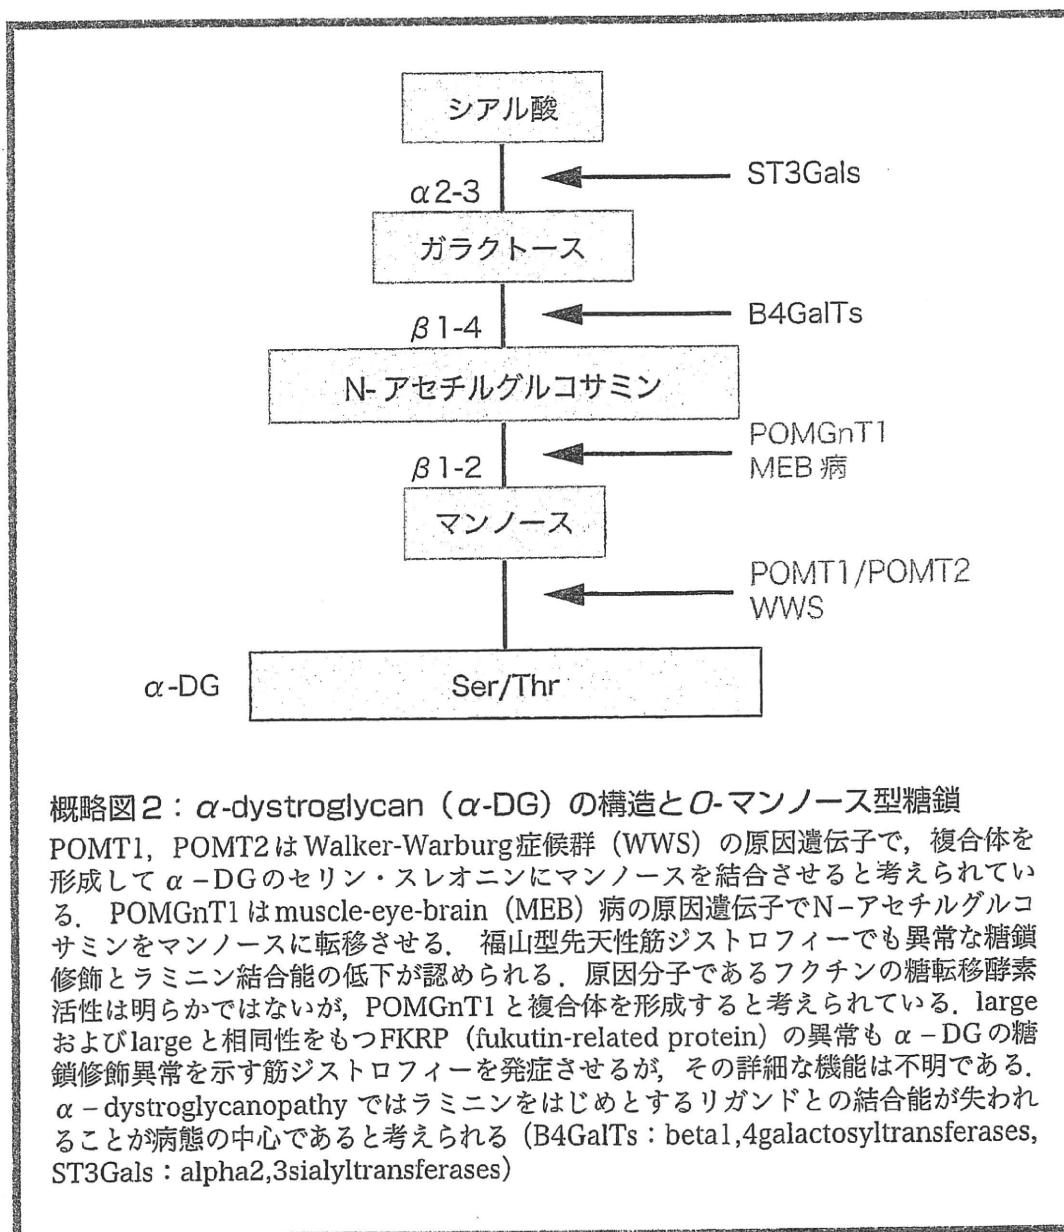 シアル酸
α2-3
ST3Gals
ガラクトース
β1-4
B4GalTs
N-アセチルグルコサミン
β1-2
POMGnT1
MEB病
マンノース
POMT1/POMT2
WWS
α-DG
Ser/Thr
概略図2：α-dystroglycan（α-DG）の構造とO-マンノース型糖鎖
POMT1，POMT2はWalker-Warburg症候群（WWS）の原因遺伝子で，複合体を
形成してα－DGのセリン・スレオニンにマンノースを結合させると考えられてい
る． POMGnT1はmuscle-eye-brain（MEB）病の原因遺伝子でN－アセチルグルコ
サミンをマンノースに転移させる． 福山型先天性筋ジストロフィーでも異常な糖鎖
修飾とラミニン結合能の低下が認められる．原因分子であるフクチンの糖転移酵素
活性は明らかではないが，POMGnT1と複合体を形成すると考えられている．large
およびlargeと相同性をもつFKRP（fukutin-related protein）の異常もα－DGの糖
鎖修飾異常を示す筋ジストロフィーを発症させるが，その詳細な機能は不明である．
α－dystroglycanopathyではラミニンをはじめとするリガンドとの結合能が失われ
ることが病態の中心であると考えられる（B4GalTs：beta1,4galactosyltransferases,
ST3Gals：alpha2,3sialyltransferases）